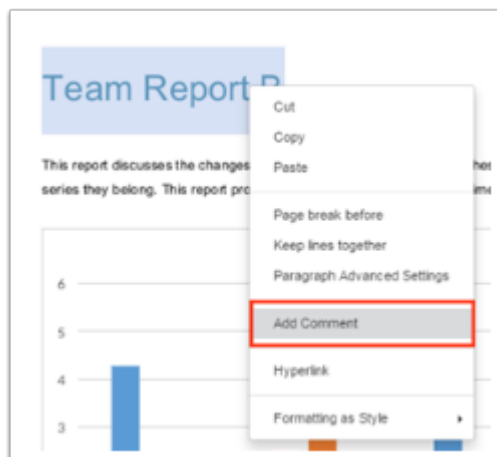 Team Report
Cut
Copy
Paste
This report discusses the changes
series they belong. This report
Page break before
Keep lines together
Paragraph Advanced Settings
Add Comment
Hyperlink
Formatting as Style
6
5
4
3